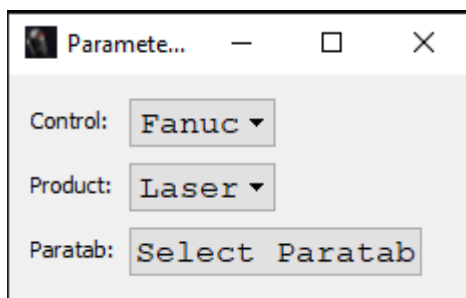 Paramete...
Control: Fanuc
Product: Laser
Paratab: Select Paratab